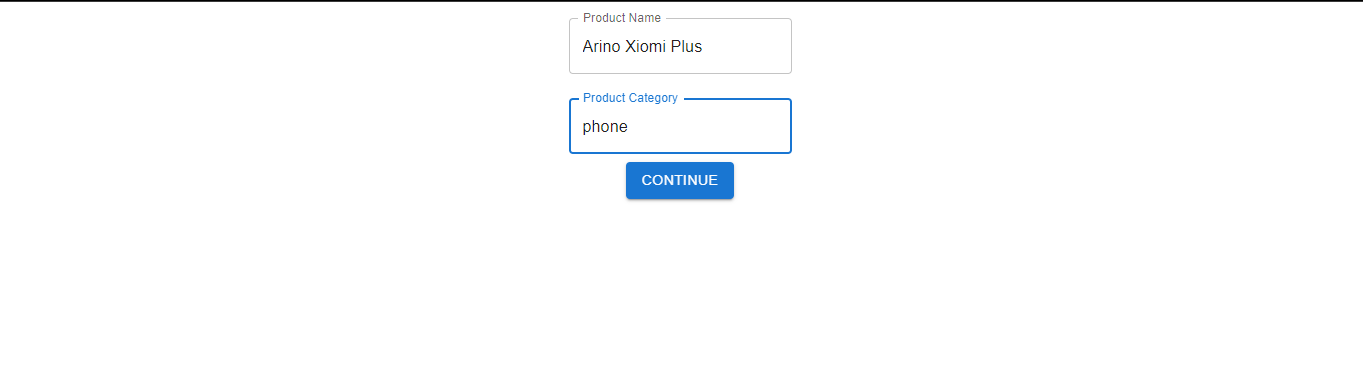 Product Name
Arino Xiomi Plus
Product Category
phone
CONTINUE